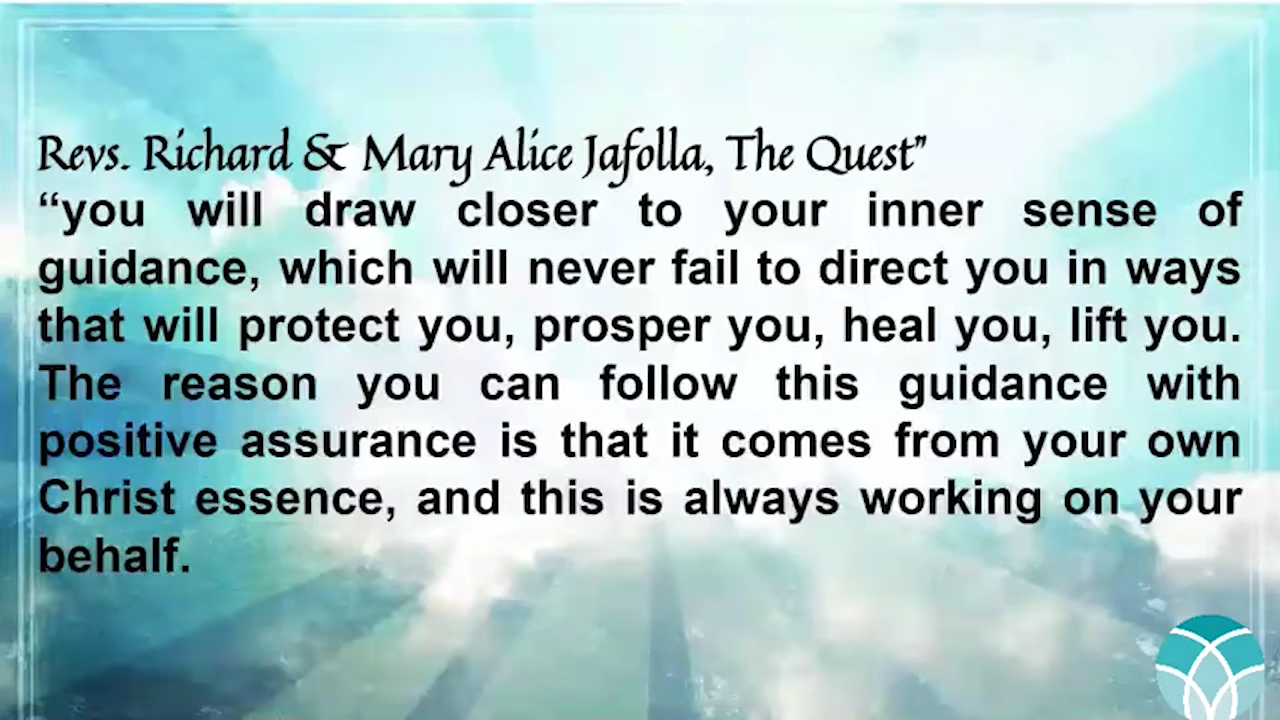 Revs. Richard & Mary Alice Jafolla, The Quest”
“you will draw closer to your inner sense of
guidance, which will never fail to direct you in ways
that will protect you, prosper you, heal you, lift you.
The reason you can follow this guidance with
positive assurance is that it comes from your own
Christ essence, and this is always working on your
behalf.